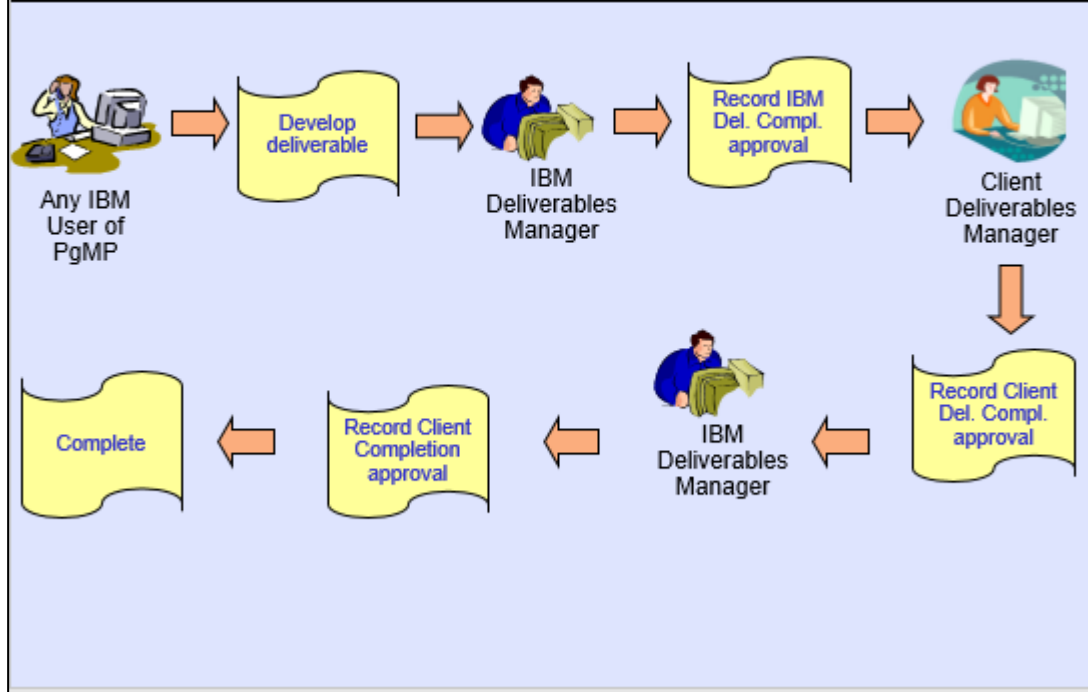 Develop
deliverable
Record IBM
Del. Compl.
approval
Any IBM
User of
PgMP
IBM
Deliverables
Manager
Client
Deliverables
Manager
Record Client
Del. Compl.
approval
IBM
Deliverables
Manager
Record Client
Completion
approval
Complete